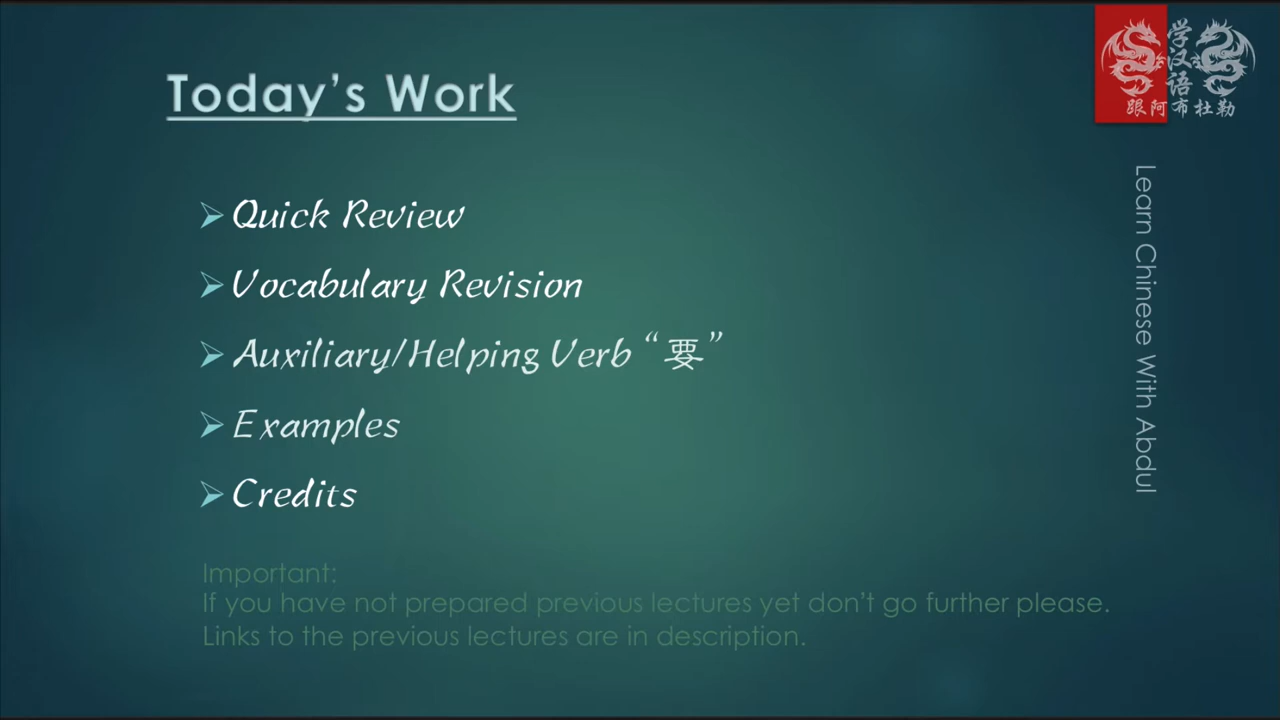 Today's Work
Quick Review
Vocabulary Revision
Auxiliary/Helping Verb “要”
Examples
Credits
Important:
If you have not prepared previous lectures yet don't go further please.
Links to the previous lectures are in description.
学汉语
跟阿布杜勒
Learn Chinese With Abdul